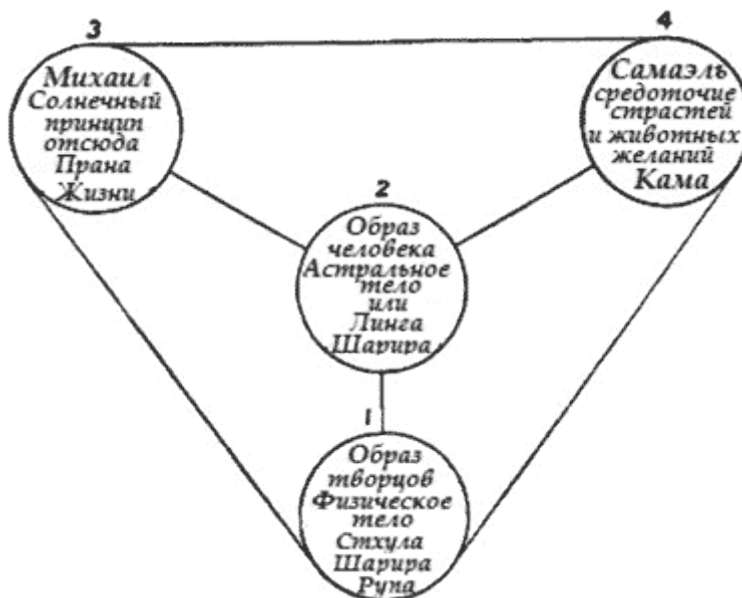 3
Михаил
Солнечный
принцип
отсюда
Прана
Жизни
4
Самаэль
средоточие
страстей
и животных
желаний
Кама
2
Образ
человека
Астральное
тело
или
Линга
Шарира
1
Образ
творцов
Физическое
тело
Стхула
Шарира
Рупа